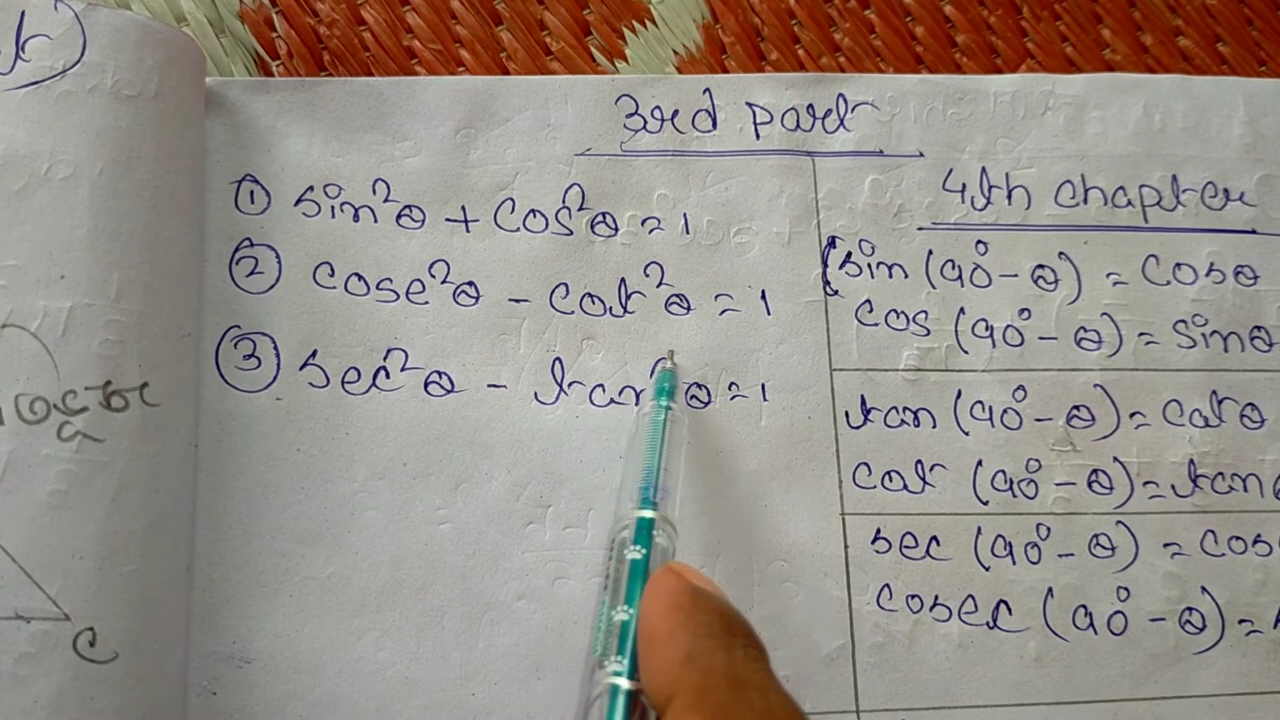 3rd part
① sin²θ + cos²θ = 1
② cose²θ - cot²θ = 1
③ sec²θ - tan²θ = 1
4th chapter
sin (90° - θ) = cosθ
cos (90° - θ) = sinθ
tan (90° - θ) = cotθ
cot (90° - θ) = tan
sec (90° - θ) = cos
cosec (90° - θ) =
C